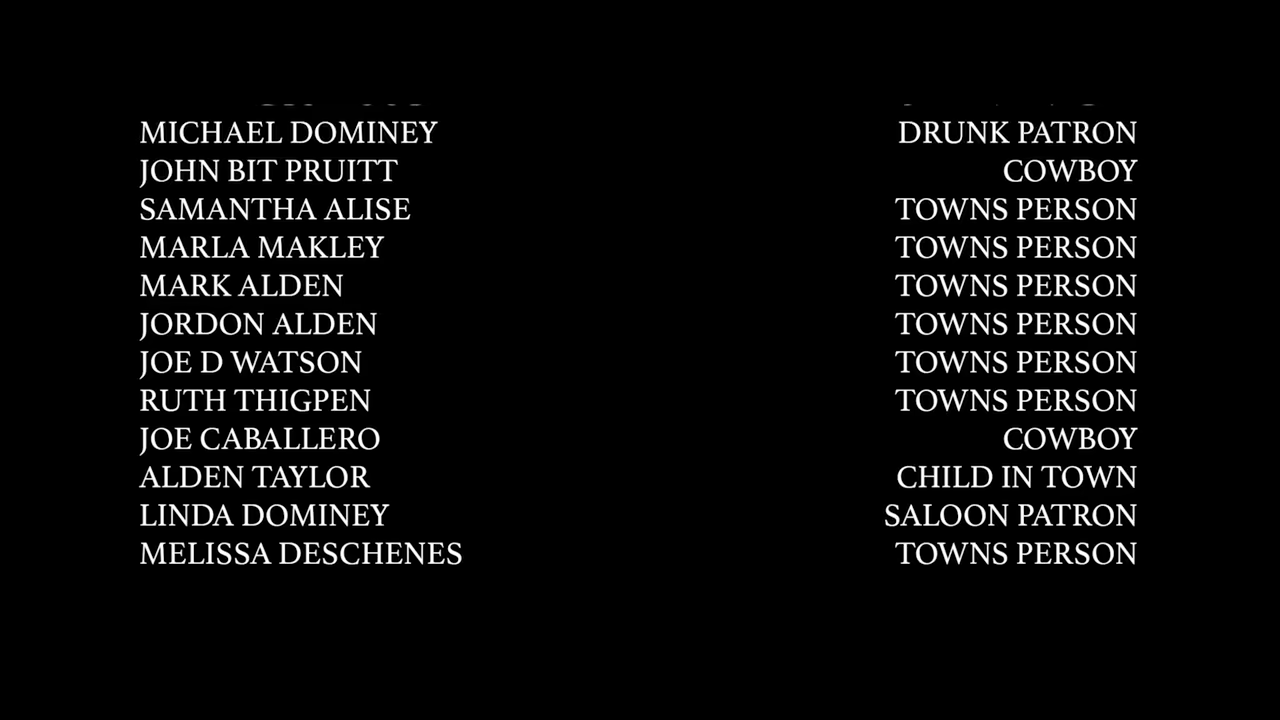 MICHAEL DOMINEY DRUNK PATRON
JOHN BIT PRUITT COWBOY
SAMANTHA ALISE TOWNS PERSON
MARLA MAKLEY TOWNS PERSON
MARK ALDEN TOWNS PERSON
JORDON ALDEN TOWNS PERSON
JOE D WATSON TOWNS PERSON
RUTH THIGPEN TOWNS PERSON
JOE CABALLERO COWBOY
ALDEN TAYLOR CHILD IN TOWN
LINDA DOMINEY SALOON PATRON
MELISSA DESCHENES TOWNS PERSON